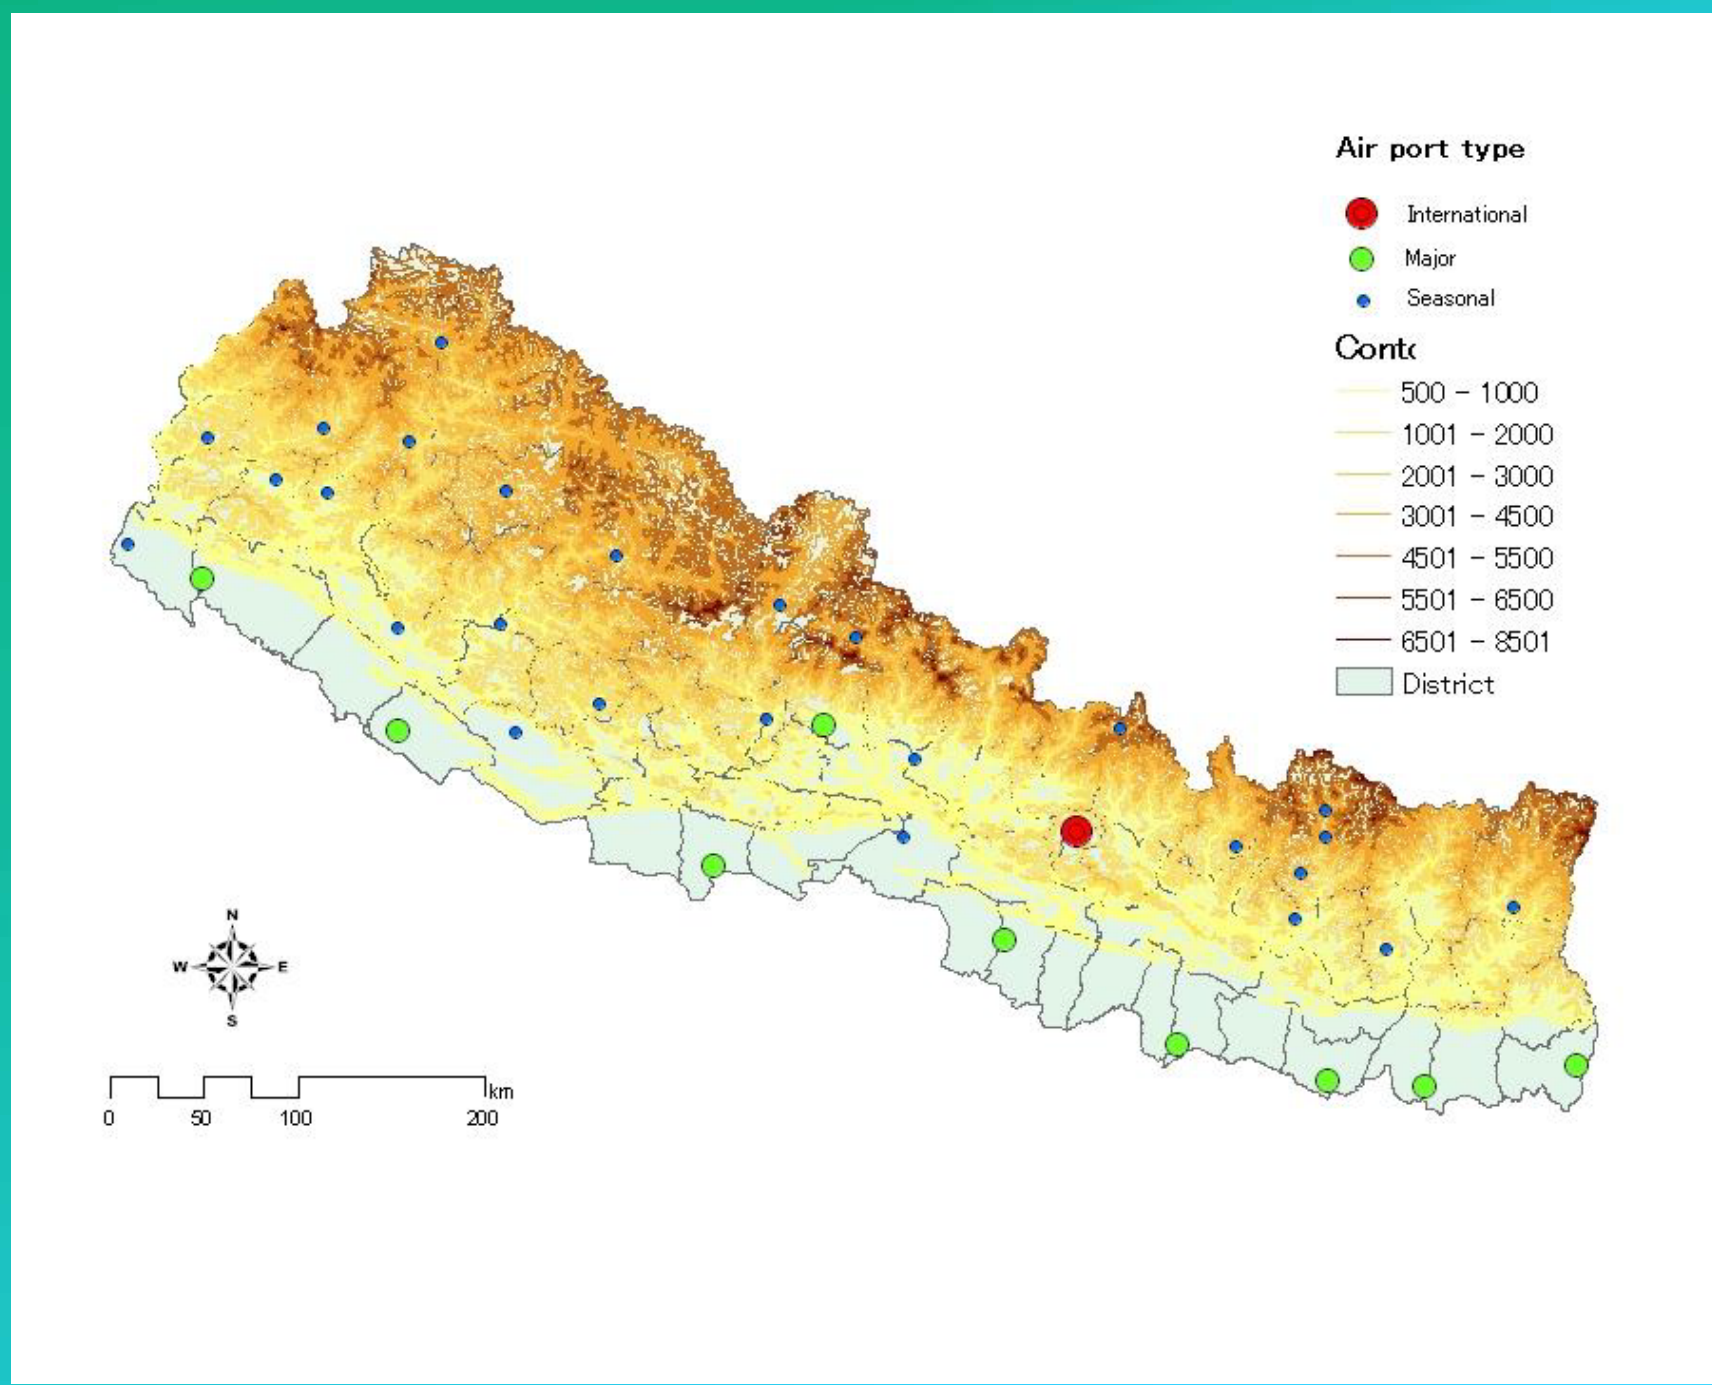 Air port type
International
Major
Seasonal
Conto
500 - 1000
1001 - 2000
2001 - 3000
3001 - 4500
4501 - 5500
5501 - 6500
6501 - 8501
District
N
W E
S
km
0 50 100 200